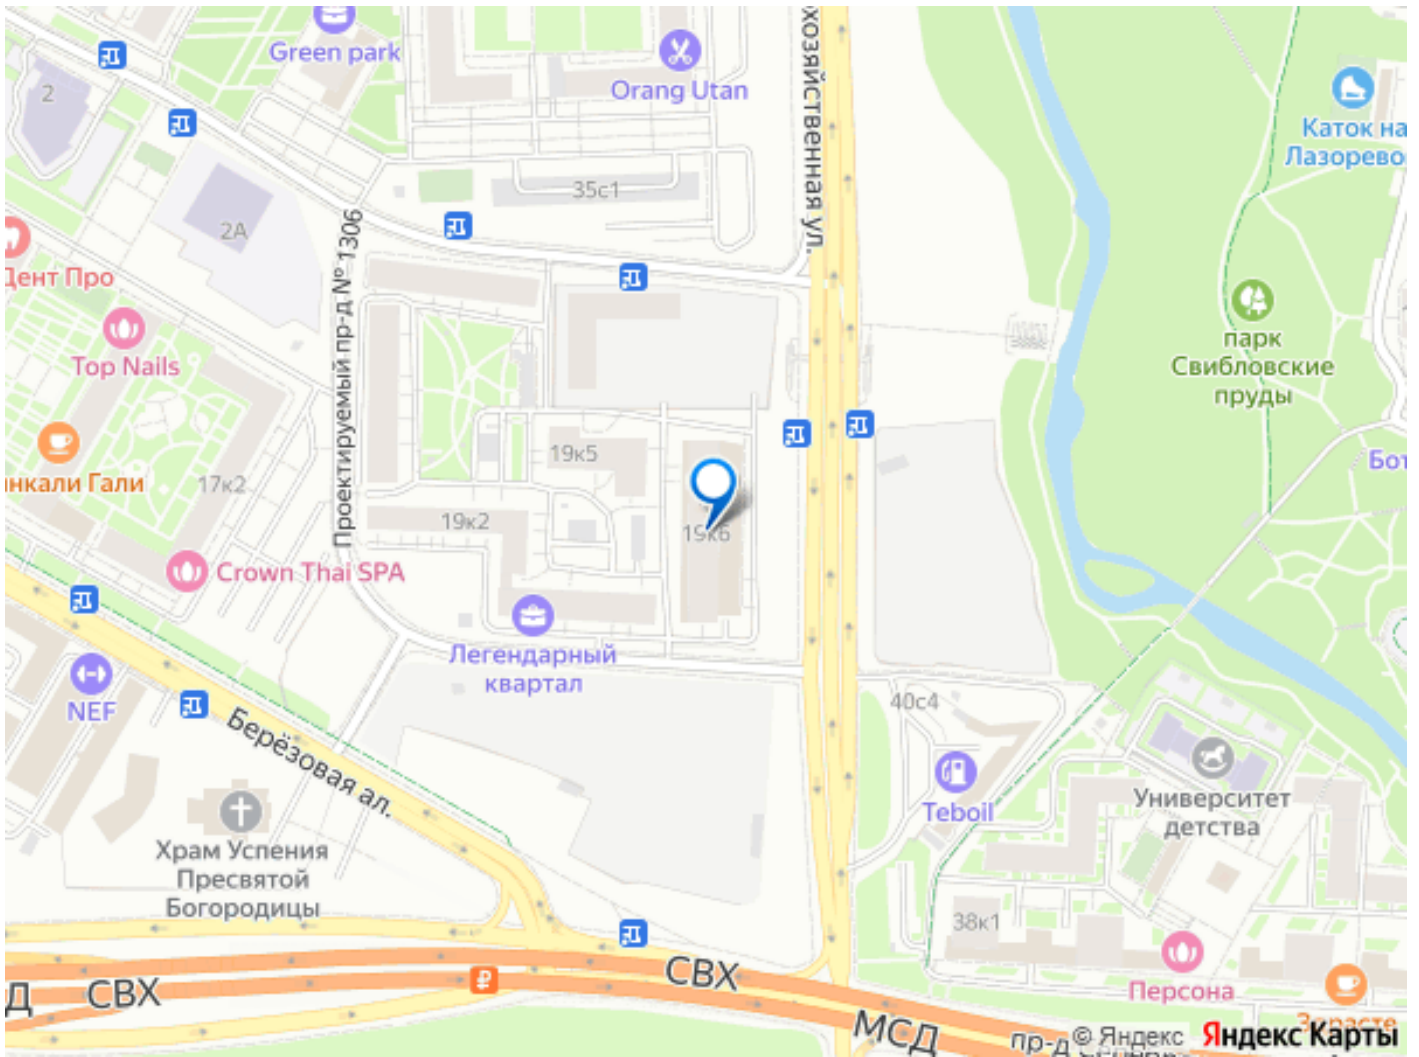 Green park
Orang Utan
хозяйственная ул.
Каток на
Лазорево
2
35с1
2А
Проектируемый пр-д № 1306
Дент Про
Top Nails
парк
Свибловские
пруды
19к5
17к2
нкали Гали
19к2
19к6
Бот
Crown Thai SPA
Легендарный
квартал
NEF
Берёзовая ал.
40с4
Teboil
Университет
детства
Храм Успения
Пресвятой
Богородицы
38к1
Персона
СВХ
Д
СВХ
МСД
пр-д
© Яндекс
Яндекс Карты